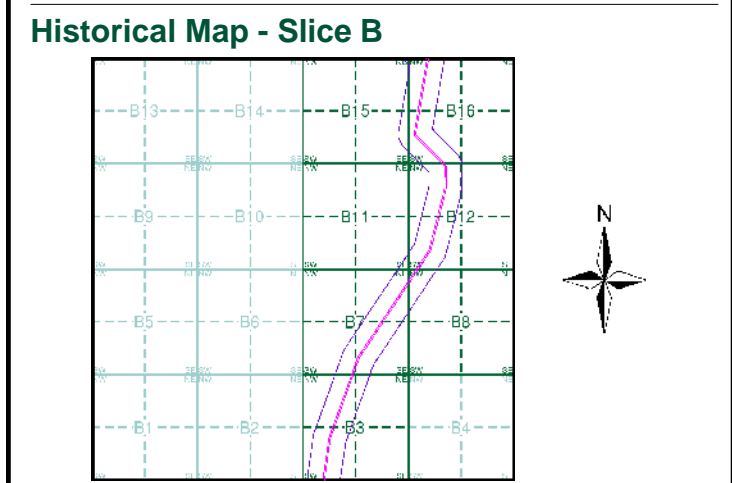 Historical Map - Slice B
B13 B14 B15 B16
B9 B10 B11 B12
N
B5 B6 B7 B8
B1 B2 B3 B4